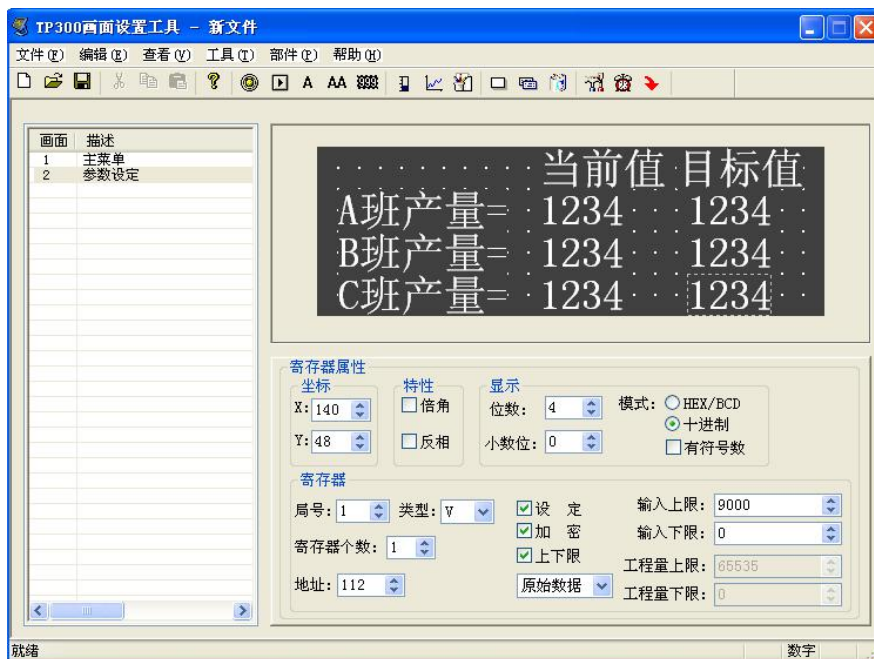 TP300画面设置工具 - 新文件
文件(F) 编辑(E) 查看(V) 工具(T) 部件(P) 帮助(H)
A AA
画面 描述
1 主菜单
2 参数设定
当前值 目标值
A班产量= 1234 1234
B班产量= 1234 1234
C班产量= 1234 1234
寄存器属性
坐标 特性 显示
X: 140 倍角 位数: 4 模式: HEX/BCD
十进制
Y: 48 反相 小数位: 0 有符号数
寄存器
局号: 1 类型: V 设 定 输入上限: 9000
加 密 输入下限: 0
寄存器个数: 1 上下限 工程量上限: 65535
地址: 112 原始数据 工程量下限: 0
就绪 数字